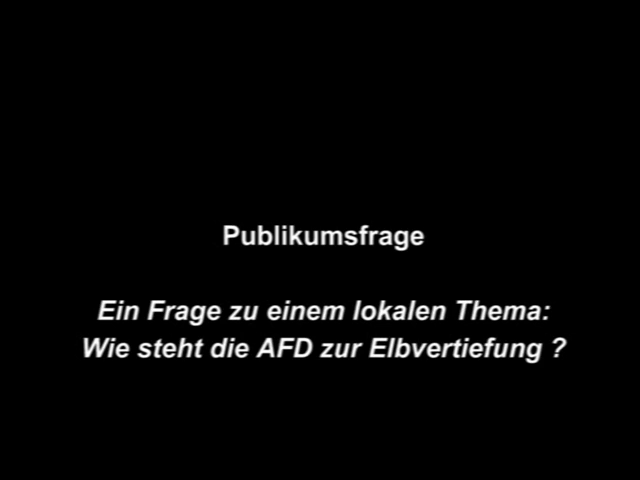 Publikumsfrage
Ein Frage zu einem lokalen Thema:
Wie steht die AFD zur Elbvertiefung ?